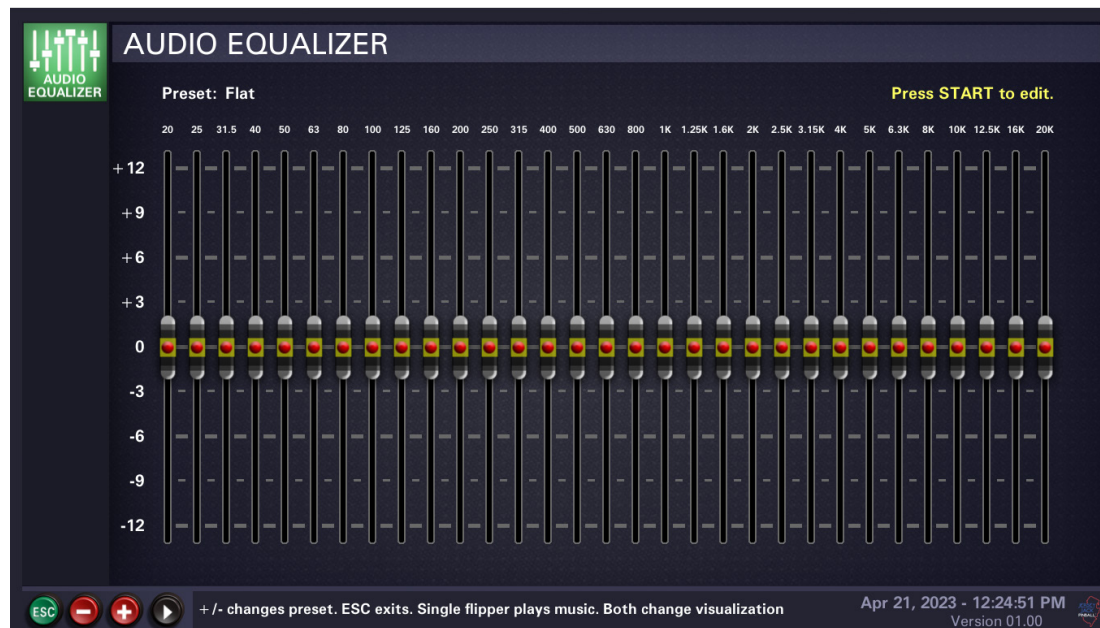 AUDIO EQUALIZER
AUDIO
EQUALIZER
Preset: Flat
Press START to edit.
20 25 31.5 40 50 63 80 100 125 160 200 250 315 400 500 630 800 1K 1.25K 1.6K 2K 2.5K 3.15K 4K 5K 6.3K 8K 10K 12.5K 16K 20K
+12
+9
+6
+3
0
-3
-6
-9
-12
ESC
+/- changes preset. ESC exits. Single flipper plays music. Both change visualization
Apr 21, 2023 - 12:24:51 PM
Version 01.00